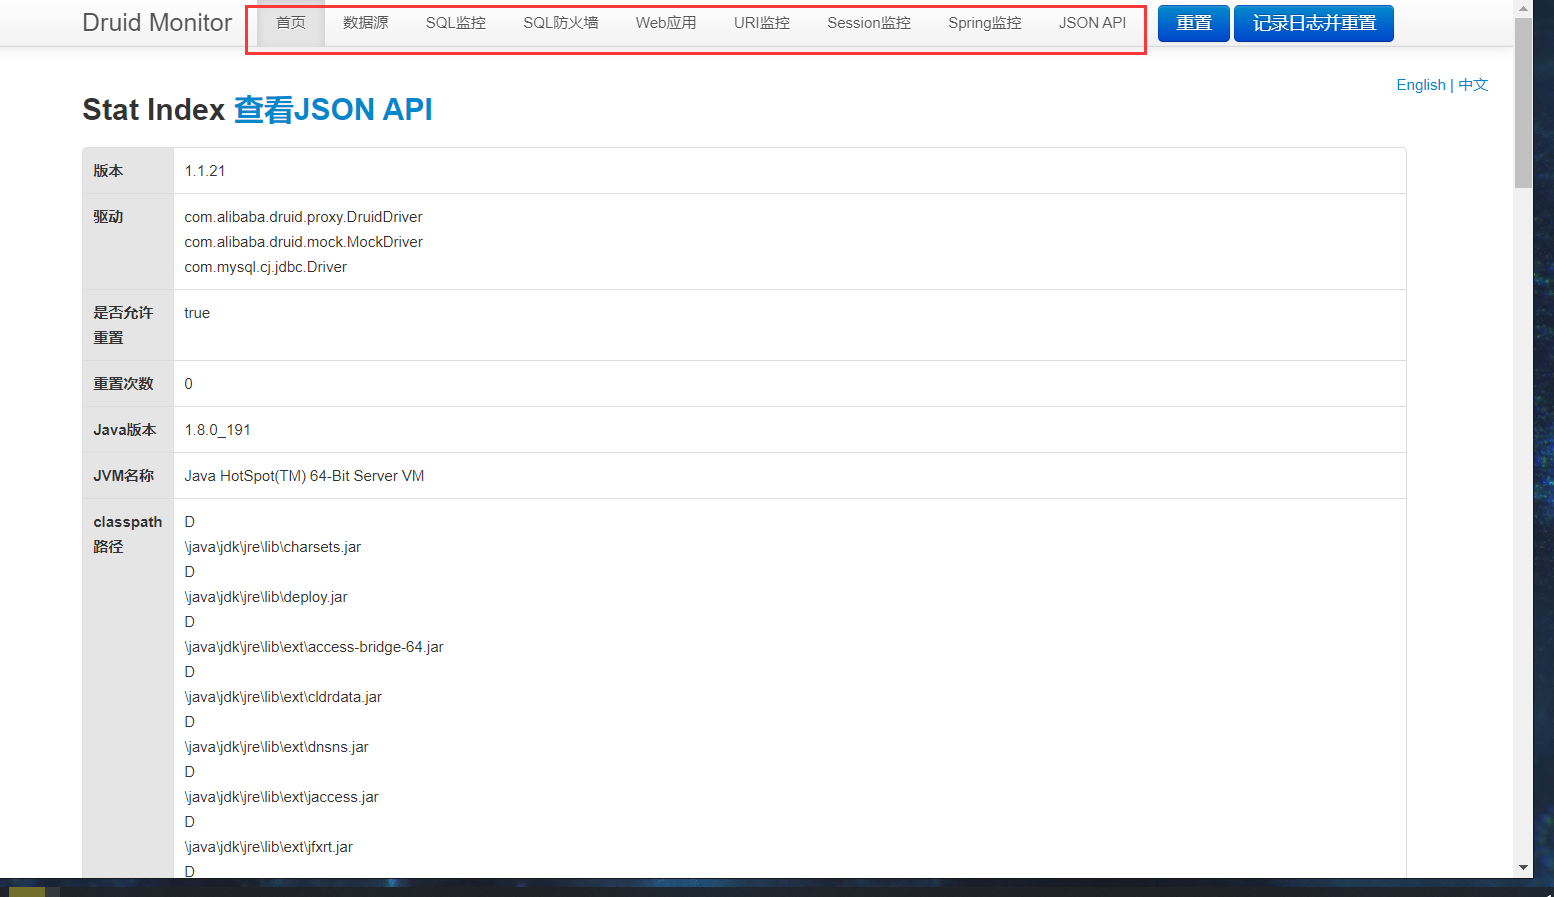 Druid Monitor 首页 数据源 SQL监控 SQL防火墙 Web应用 URI监控 Session监控 Spring监控 JSON API 重置 记录日志并重置
English | 中文
Stat Index 查看JSON API
版本 1.1.21
驱动 com.alibaba.druid.proxy.DruidDriver
com.alibaba.druid.mock.MockDriver
com.mysql.cj.jdbc.Driver
是否允许 true
重置
重置次数 0
Java版本 1.8.0_191
JVM名称 Java HotSpot(TM) 64-Bit Server VM
classpath D
路径 \java\jdk\jre\lib\charsets.jar
D
\java\jdk\jre\lib\deploy.jar
D
\java\jdk\jre\lib\ext\access-bridge-64.jar
D
\java\jdk\jre\lib\ext\cldrdata.jar
D
\java\jdk\jre\lib\ext\dnsns.jar
D
\java\jdk\jre\lib\ext\jaccess.jar
D
\java\jdk\jre\lib\ext\jfxrt.jar
D